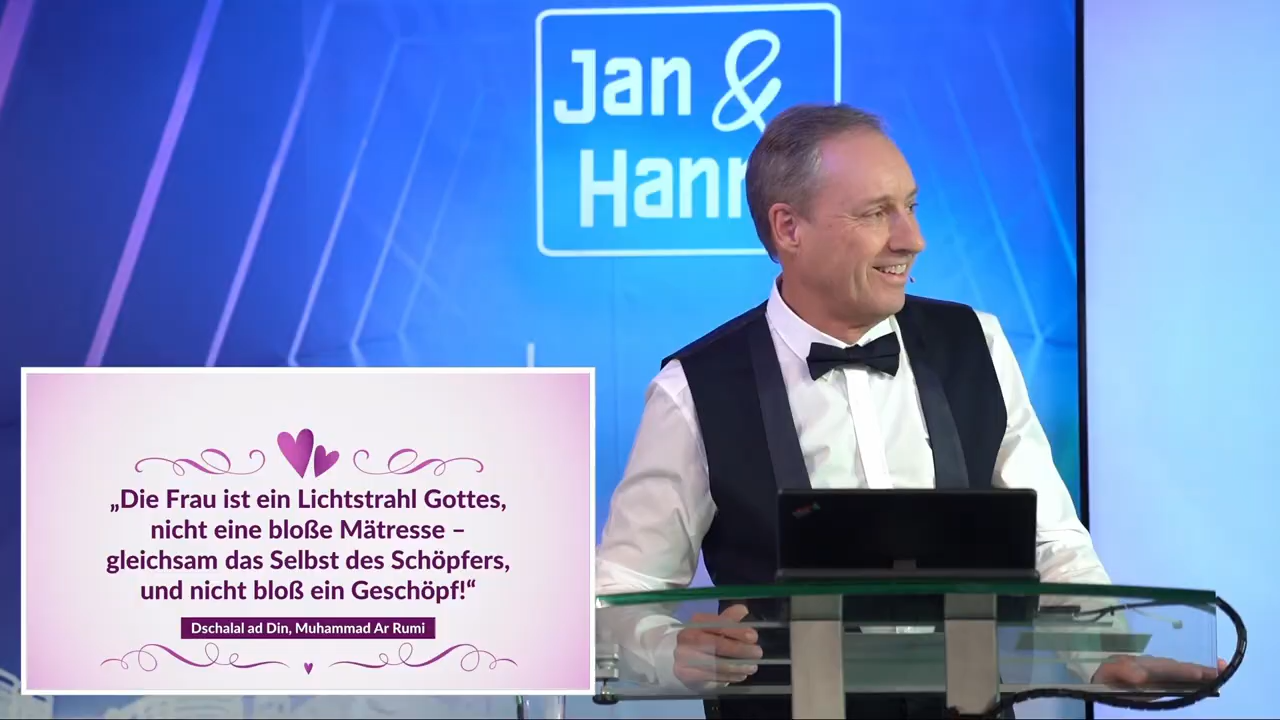 Jan &
Hann
„Die Frau ist ein Lichtstrahl Gottes,
nicht eine bloße Mätresse –
gleichsam das Selbst des Schöpfers,
und nicht bloß ein Geschöpf!“
Dschalal ad Din, Muhammad Ar Rumi